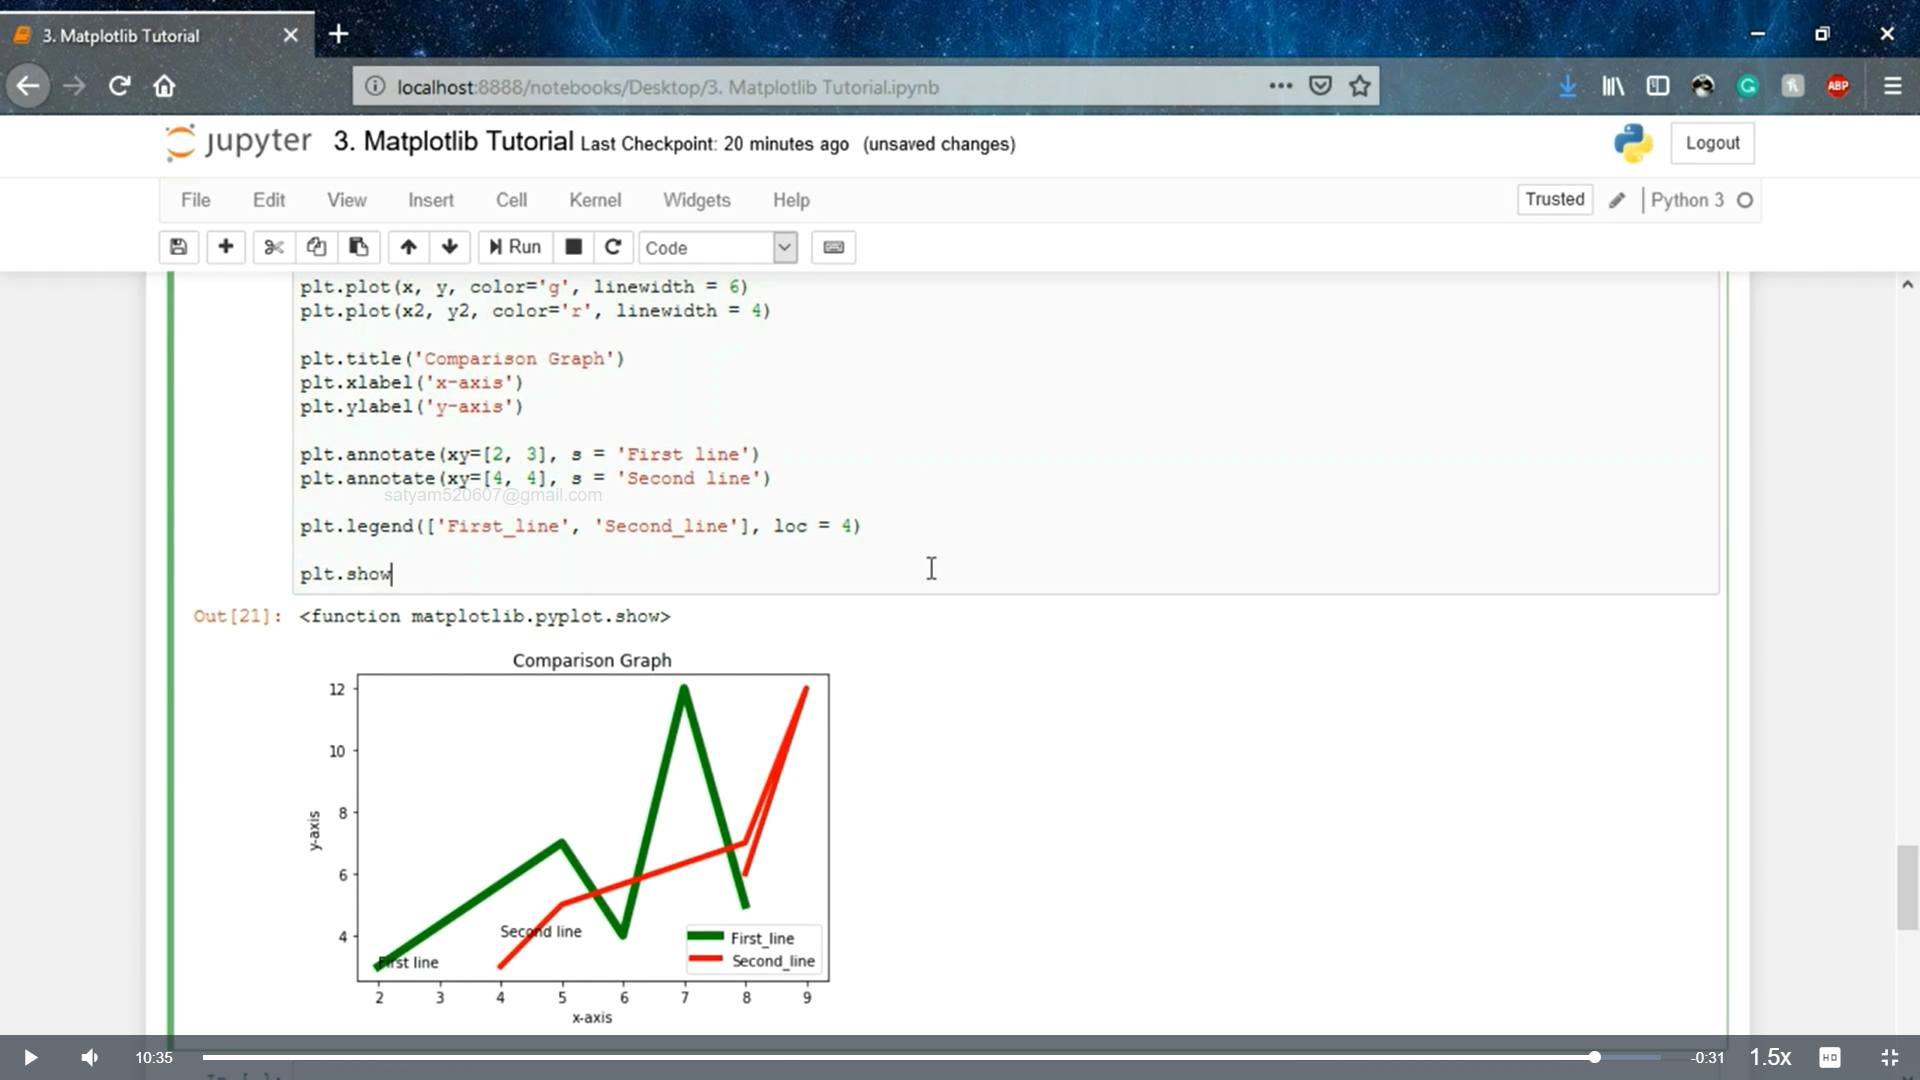 3. Matplotlib Tutorial
localhost:8888/notebooks/Desktop/3. Matplotlib Tutorial.ipynb
ABP
jupyter 3. Matplotlib Tutorial Last Checkpoint: 20 minutes ago (unsaved changes)
Logout
File Edit View Insert Cell Kernel Widgets Help
Trusted Python 3
Run Code
plt.plot(x, y, color='g', linewidth = 6)
plt.plot(x2, y2, color='r', linewidth = 4)
plt.title('Comparison Graph')
plt.xlabel('x-axis')
plt.ylabel('y-axis')
plt.annotate(xy=[2, 3], s = 'First line')
plt.annotate(xy=[4, 4], s = 'Second line')
satyam520607@gmail.com
plt.legend(['First_line', 'Second_line'], loc = 4)
plt.show
Out[21]: <function matplotlib.pyplot.show>
Comparison Graph
12
10
8
6
4
y-axis
Second line
First line
First_line
Second_line
2 3 4 5 6 7 8 9
x-axis
10:35 -0:31 1.5x HD